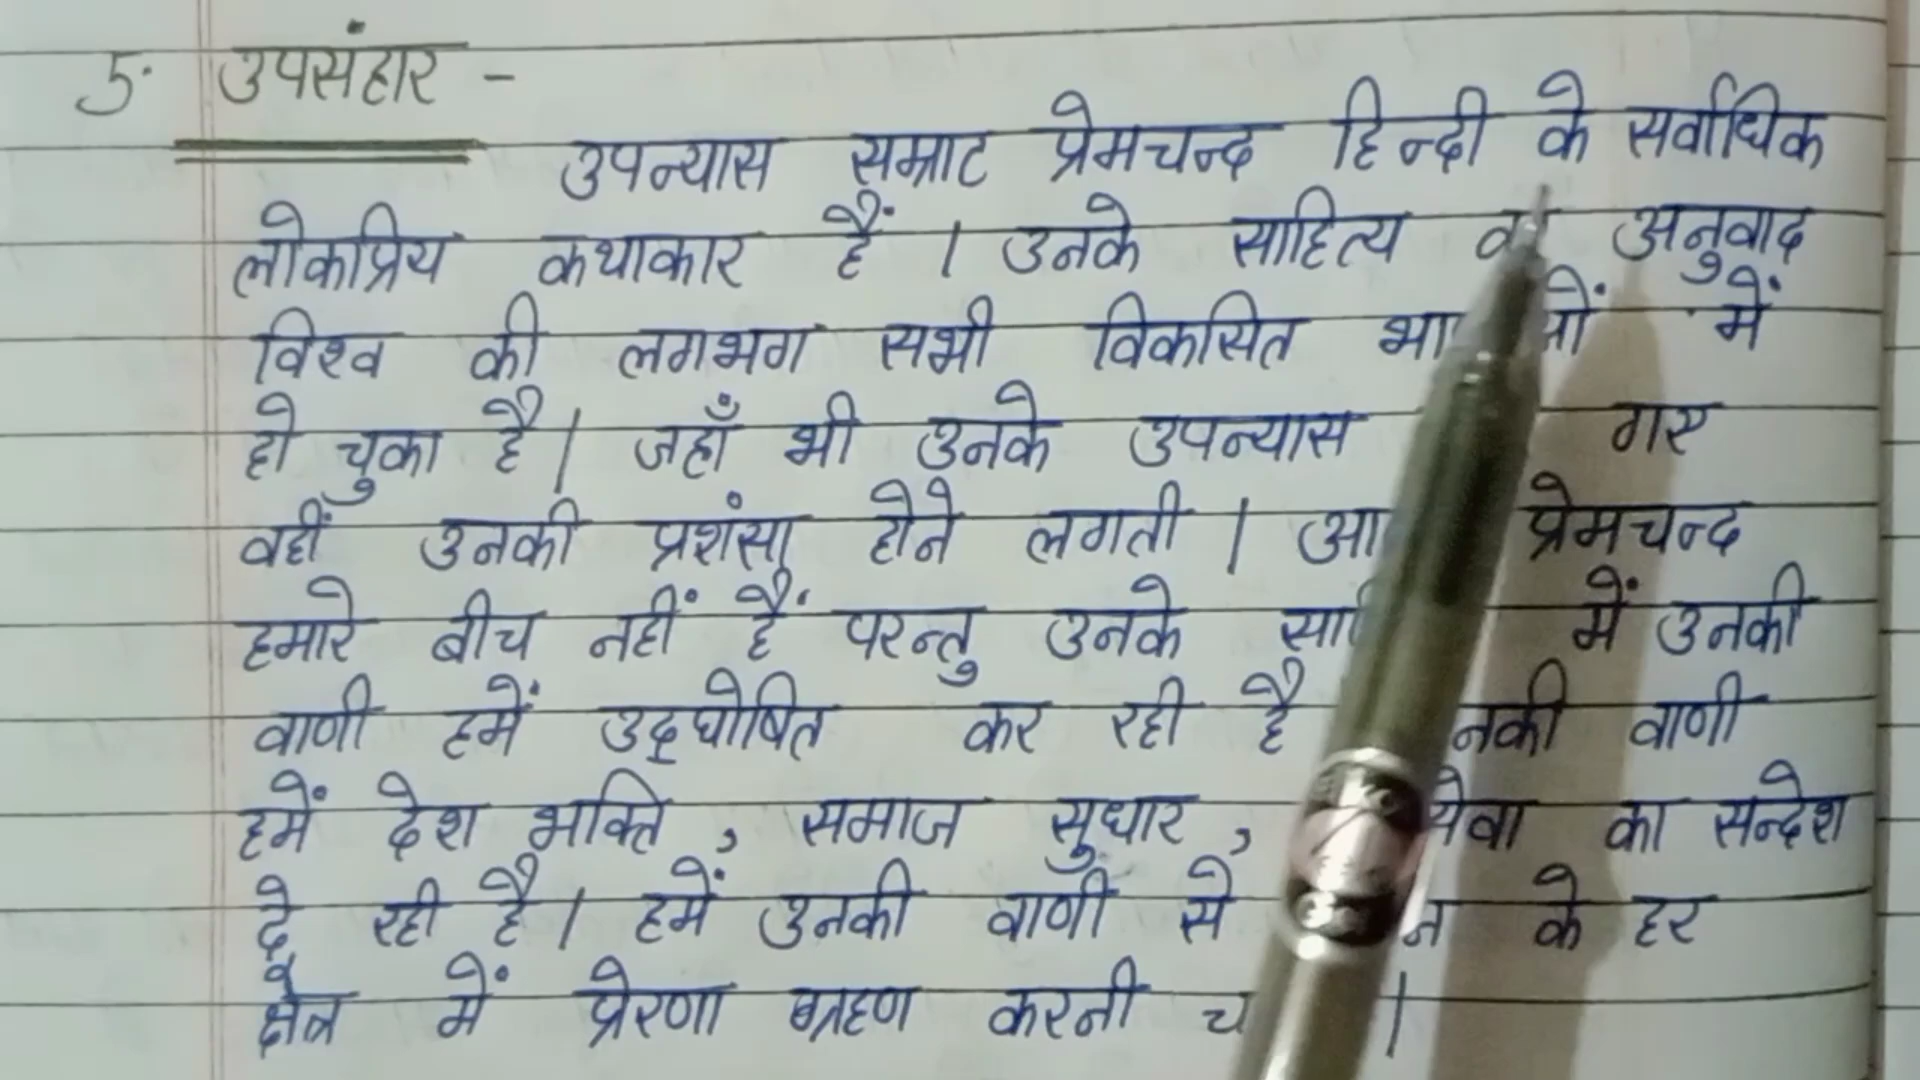 5. उपसंहार -
उपन्यास सम्राट प्रेमचन्द हिन्दी के सर्वाधिक
लोकप्रिय कथाकार हैं । उनके साहित्य अनुवाद
विश्व की लगभग सभी विकसित में
हो चुका है । जहाँ भी उनके उपन्यास गए
वहीं उनकी प्रशंसा होने लगती । प्रेमचन्द
हमारे बीच नहीं हैं परन्तु उनके में उनकी
वाणी हमें उद्घोषित कर रही है वाणी
हमें देश भक्ति , समाज सुधार , का सन्देश
दे रही है । हमें उनकी वाणी से के हर
क्षेत्र में प्रेरणा ग्रहण करनी ।